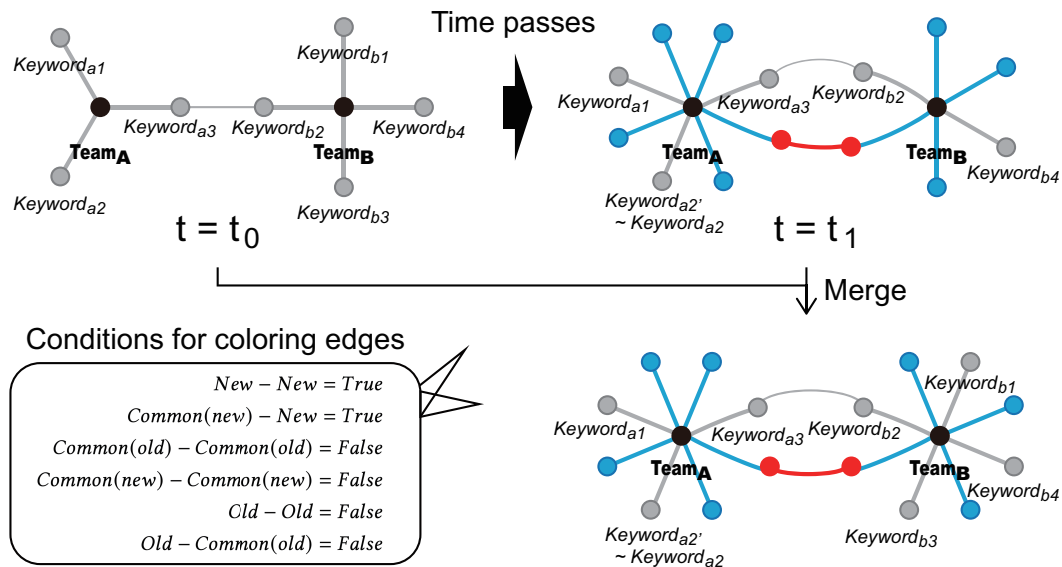 Time passes
Keyword_a1
Keyword_b1
Keyword_a3
Keyword_b2
Keyword_b4
Team_A
Team_B
Keyword_a2
Keyword_b3
t = t_0
Keyword_a1
Keyword_a3
Keyword_b2
Team_A
Team_B
Keyword_b4
Keyword_a2'
~ Keyword_a2
t = t_1
Merge
Conditions for coloring edges
New − New = True
Common(new) − New = True
Common(old) − Common(old) = False
Common(new) − Common(new) = False
Old − Old = False
Old − Common(old) = False
Keyword_b1
Keyword_a1
Keyword_a3
Keyword_b2
Team_A
Team_B
Keyword_b4
Keyword_a2'
~ Keyword_a2
Keyword_b3